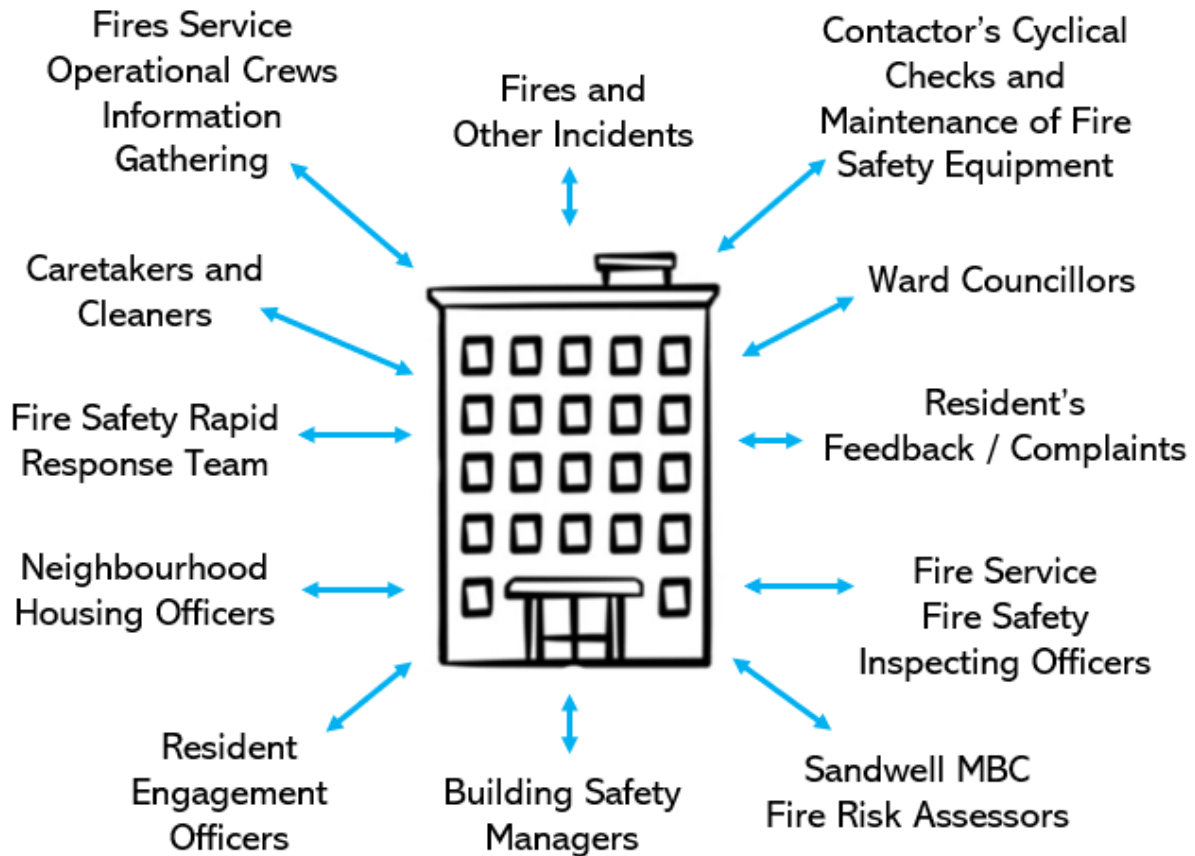 Fires Service
Operational Crews
Information
Gathering
Fires and
Other Incidents
Contactor's Cyclical
Checks and
Maintenance of Fire
Safety Equipment
Caretakers and
Cleaners
Ward Councillors
Fire Safety Rapid
Response Team
Resident's
Feedback / Complaints
Neighbourhood
Housing Officers
Fire Service
Fire Safety
Inspecting Officers
Resident
Engagement
Officers
Building Safety
Managers
Sandwell MBC
Fire Risk Assessors